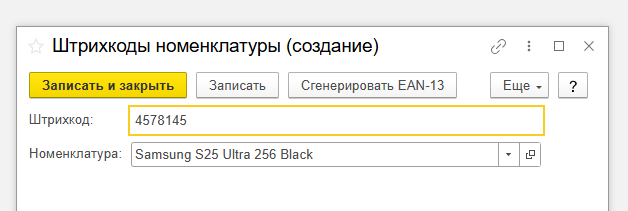 Штрихкоды номенклатуры (создание)
Записать и закрыть Записать Сгенерировать EAN-13 Еще ?
Штрихкод: 4578145
Номенклатура: Samsung S25 Ultra 256 Black